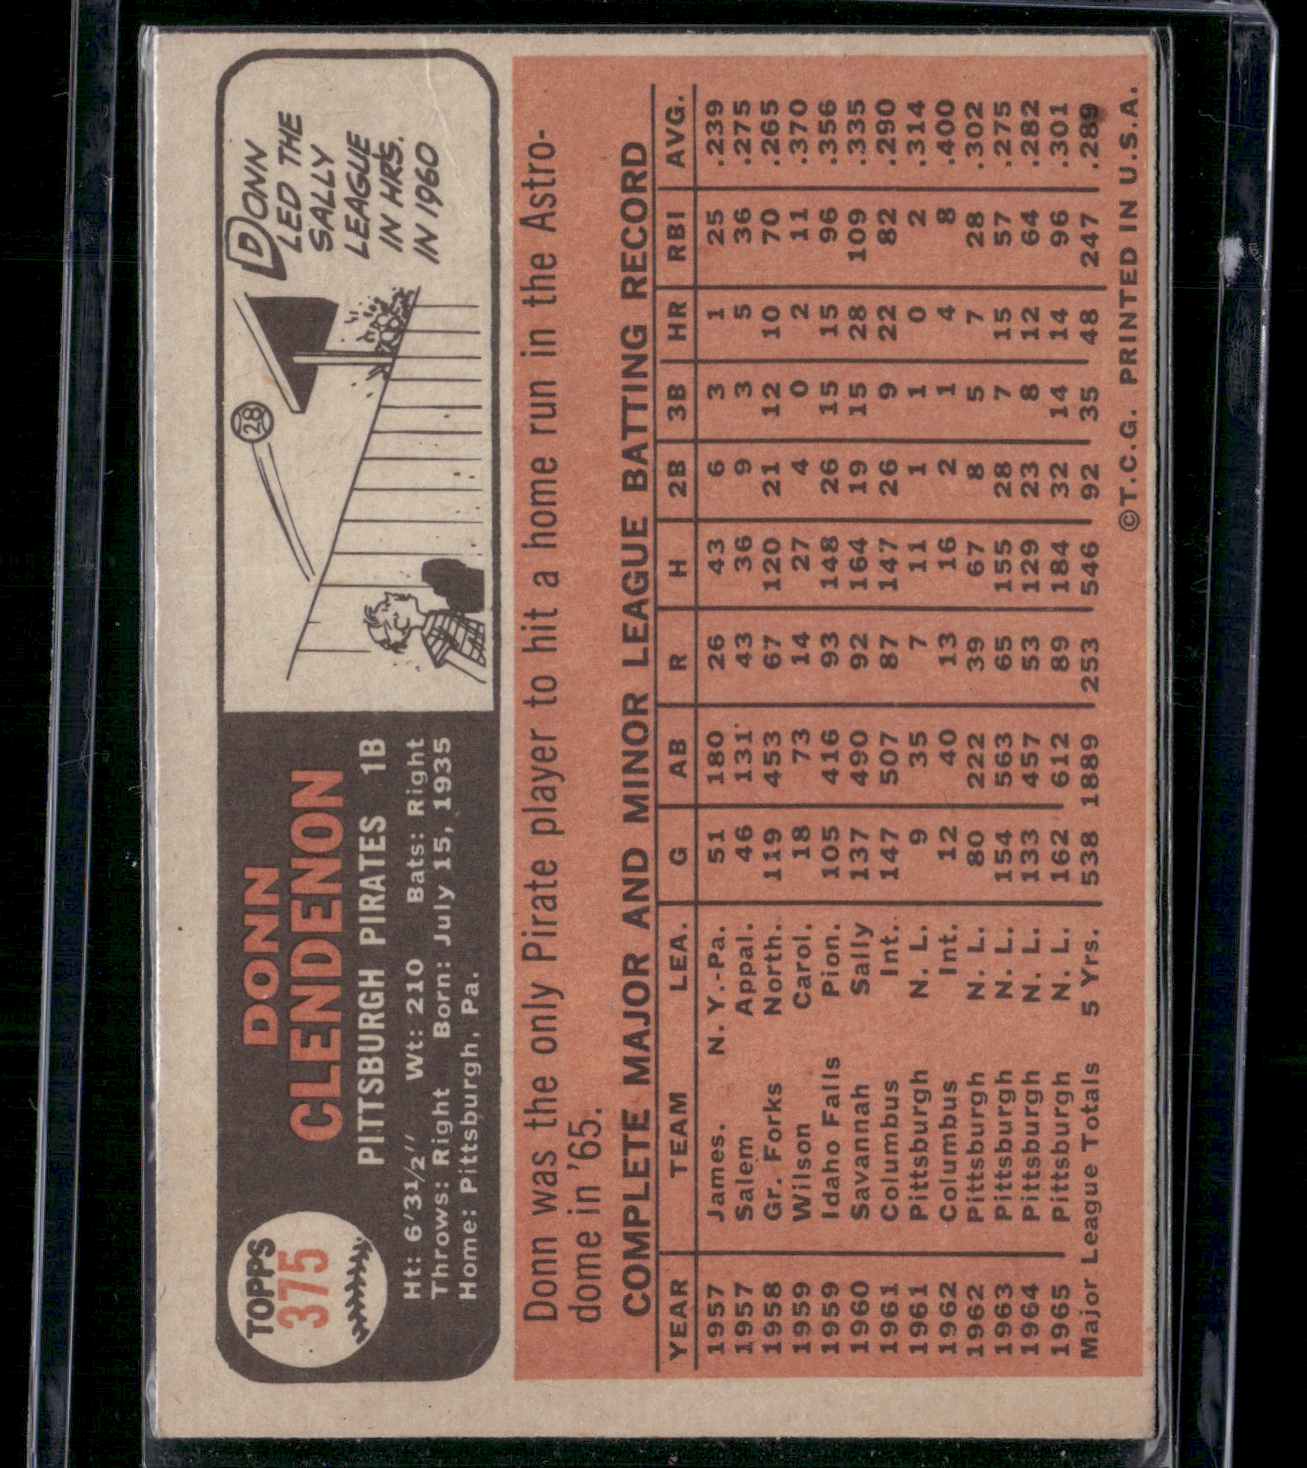 TOPPS
375
DONN
CLENDENON
PITTSBURGH PIRATES 1B
Ht: 6'3½" Wt: 210 Bats: Right
Throws: Right Born: July 15, 1935
Home: Pittsburgh, Pa.
28
DONN
LED THE
SALLY
LEAGUE
IN HR'S.
IN 1960
Donn was the only Pirate player to hit a home run in the Astro-
dome in '65.
COMPLETE MAJOR AND MINOR LEAGUE BATTING RECORD
YEAR TEAM LEA. G AB R H 2B 3B HR RBI AVG.
1957 James. N.Y.-Pa. 51 180 26 43 6 3 1 25 .239
1957 Salem Appal. 46 131 43 36 9 3 5 36 .275
1958 Gr. Forks North. 119 453 67 120 21 12 10 70 .265
1959 Wilson Carol. 18 73 14 27 4 0 2 11 .370
1959 Idaho Falls Pion. 105 416 93 148 26 15 15 96 .356
1960 Savannah Sally 137 490 92 164 19 15 28 109 .335
1961 Columbus Int. 147 507 87 147 26 9 22 82 .290
1961 Pittsburgh N. L. 9 35 7 11 1 1 0 2 .314
1962 Columbus Int. 12 40 13 16 2 1 4 8 .400
1962 Pittsburgh N. L. 80 222 39 67 8 5 7 28 .302
1963 Pittsburgh N. L. 154 563 65 155 28 7 15 57 .275
1964 Pittsburgh N. L. 133 457 53 129 23 8 12 64 .282
1965 Pittsburgh N. L. 162 612 89 184 32 14 14 96 .301
Major League Totals 5 Yrs. 538 1889 253 546 92 35 48 247 .289
©T.C.G. PRINTED IN U.S.A.